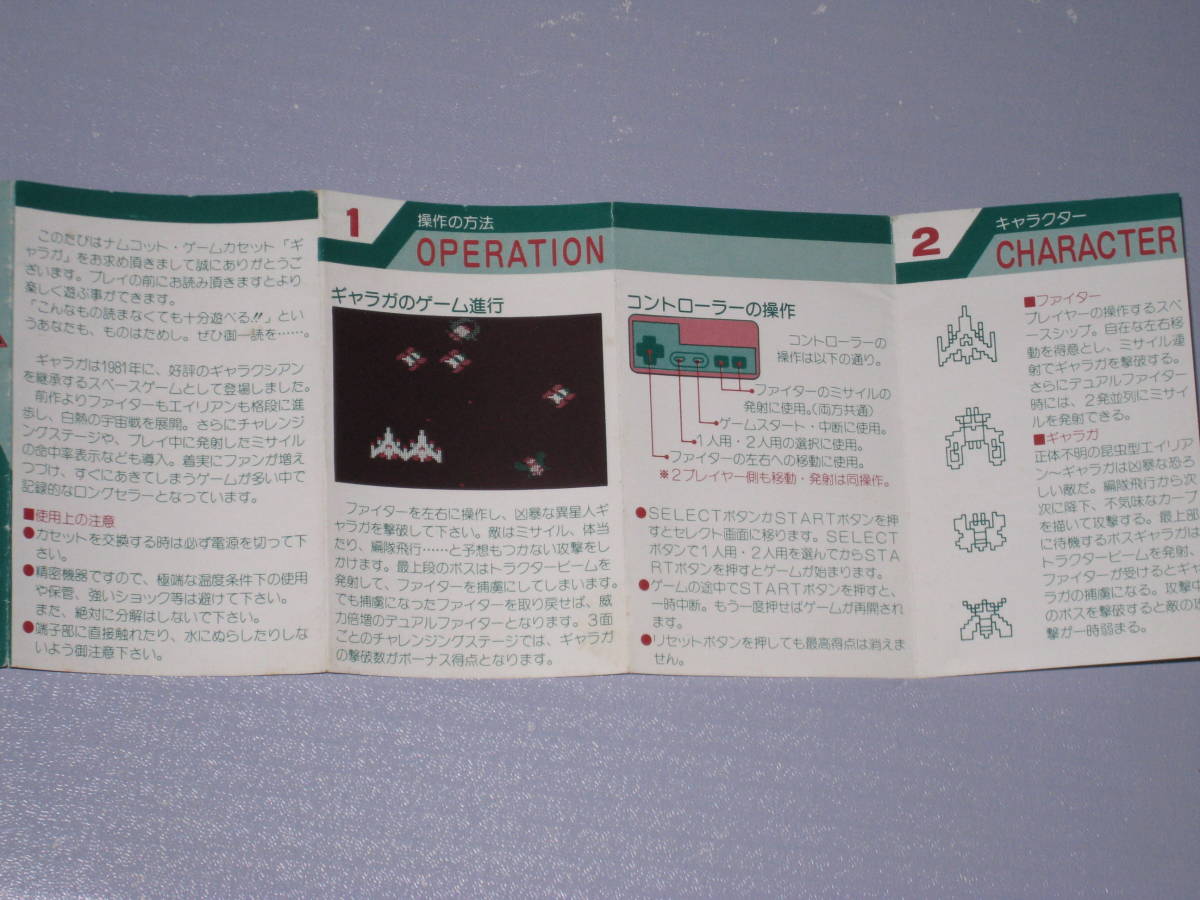 このたびはナムコット・ゲームカセット「ギ
ャラガ」をお求め頂きまして誠にありがとうご
ざいます。プレイの前にお読み頂きますとより
楽しく遊ぶ事ができます。
「こんなもの読まなくても十分遊べる!!」とい
うあなたも、ものはためし。ぜひ御一読を……。
ギャラガは1981年に、好評のギャラクシアン
を継承するスペースゲームとして登場しました。
前作よりファイターもエイリアンも格段に進
歩し、白熱の宇宙戦を展開。さらにチャレンジ
ングステージや、プレイ中に発射したミサイル
の命中率表示なども導入。着実にファンが増え
つづけ、すぐにあきてしまうゲームが多い中で
記録的なロングセラーとなっています。
■使用上の注意
●カセットを交換する時は必ず電源を切って下
さい。
●精密機器ですので、極端な温度条件下の使用
や保管、強いショック等は避けて下さい。
また、絶対に分解はしないで下さい。
●端子部に直接触れたり、水にぬらしたりしな
いよう御注意下さい。
1
操作の方法
OPERATION
ギャラガのゲーム進行
ファイターを左右に操作し、凶暴な異星人ギ
ャラガを撃破して下さい。敵はミサイル、体当
たり、編隊飛行……と予想もつかない攻撃をし
かけます。最上段のボスはトラクタービームを
発射して、ファイターを捕虜にしてしまいます。
でも捕虜になったファイターを取り戻せば、威
力倍増のデュアルファイターとなります。3面
ごとのチャレンジングステージでは、ギャラガ
の撃破数がボーナス得点となります。
コントローラーの操作
コントローラーの
操作は以下の通り。
ファイターのミサイルの
発射に使用。(両方共通)
ゲームスタート・中断に使用。
1人用・2人用の選択に使用。
ファイターの左右への移動に使用。
※2プレイヤー側も移動・発射は同操作。
●SELECTボタンかSTARTボタンを押
すとセレクト画面に移ります。SELECT
ボタンで1人用・2人用を選んでからSTA
RTボタンを押すとゲームが始まります。
●ゲームの途中でSTARTボタンを押すと、
一時中断。もう一度押せばゲームが再開され
ます。
●リセットボタンを押しても最高得点は消えま
せん。
2
キャラクター
CHARACTER
■ファイター
プレイヤーの操作するスペ
ースシップ。自在な左右移
動を得意とし、ミサイル連
射でギャラガを撃破する。
さらにデュアルファイター
時には、2発並列にミサイ
ルを発射できる。
■ギャラガ
正体不明の昆虫型エイリア
ン〜ギャラガは凶暴な恐ろ
しい敵だ。編隊飛行から次
次に降下、不気味なカーブ
を描いて攻撃する。最上部
に待機するボスギャラガは
トラクタービームを発射。
ファイターが受けるとギャ
ラガの捕虜になる。攻撃中
のボスを撃破すると敵の攻
撃が一時弱まる。